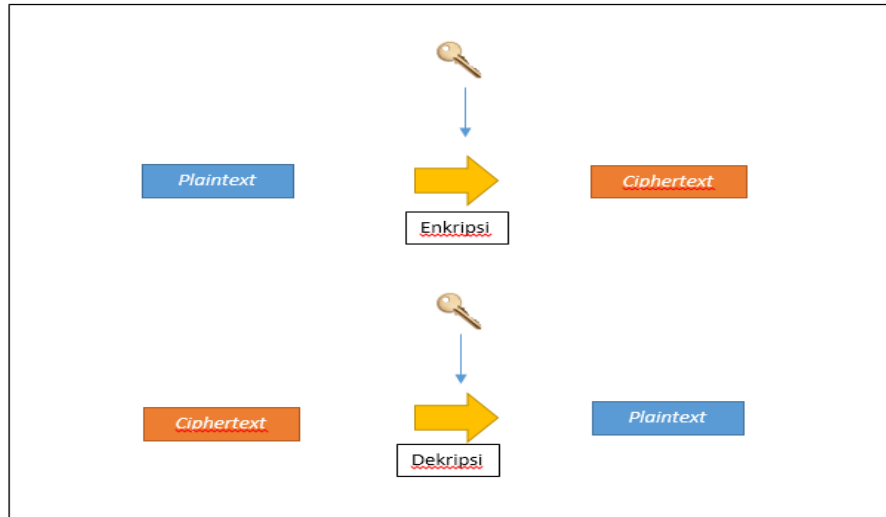 Plaintext
Ciphertext
Enkripsi
Ciphertext
Plaintext
Dekripsi